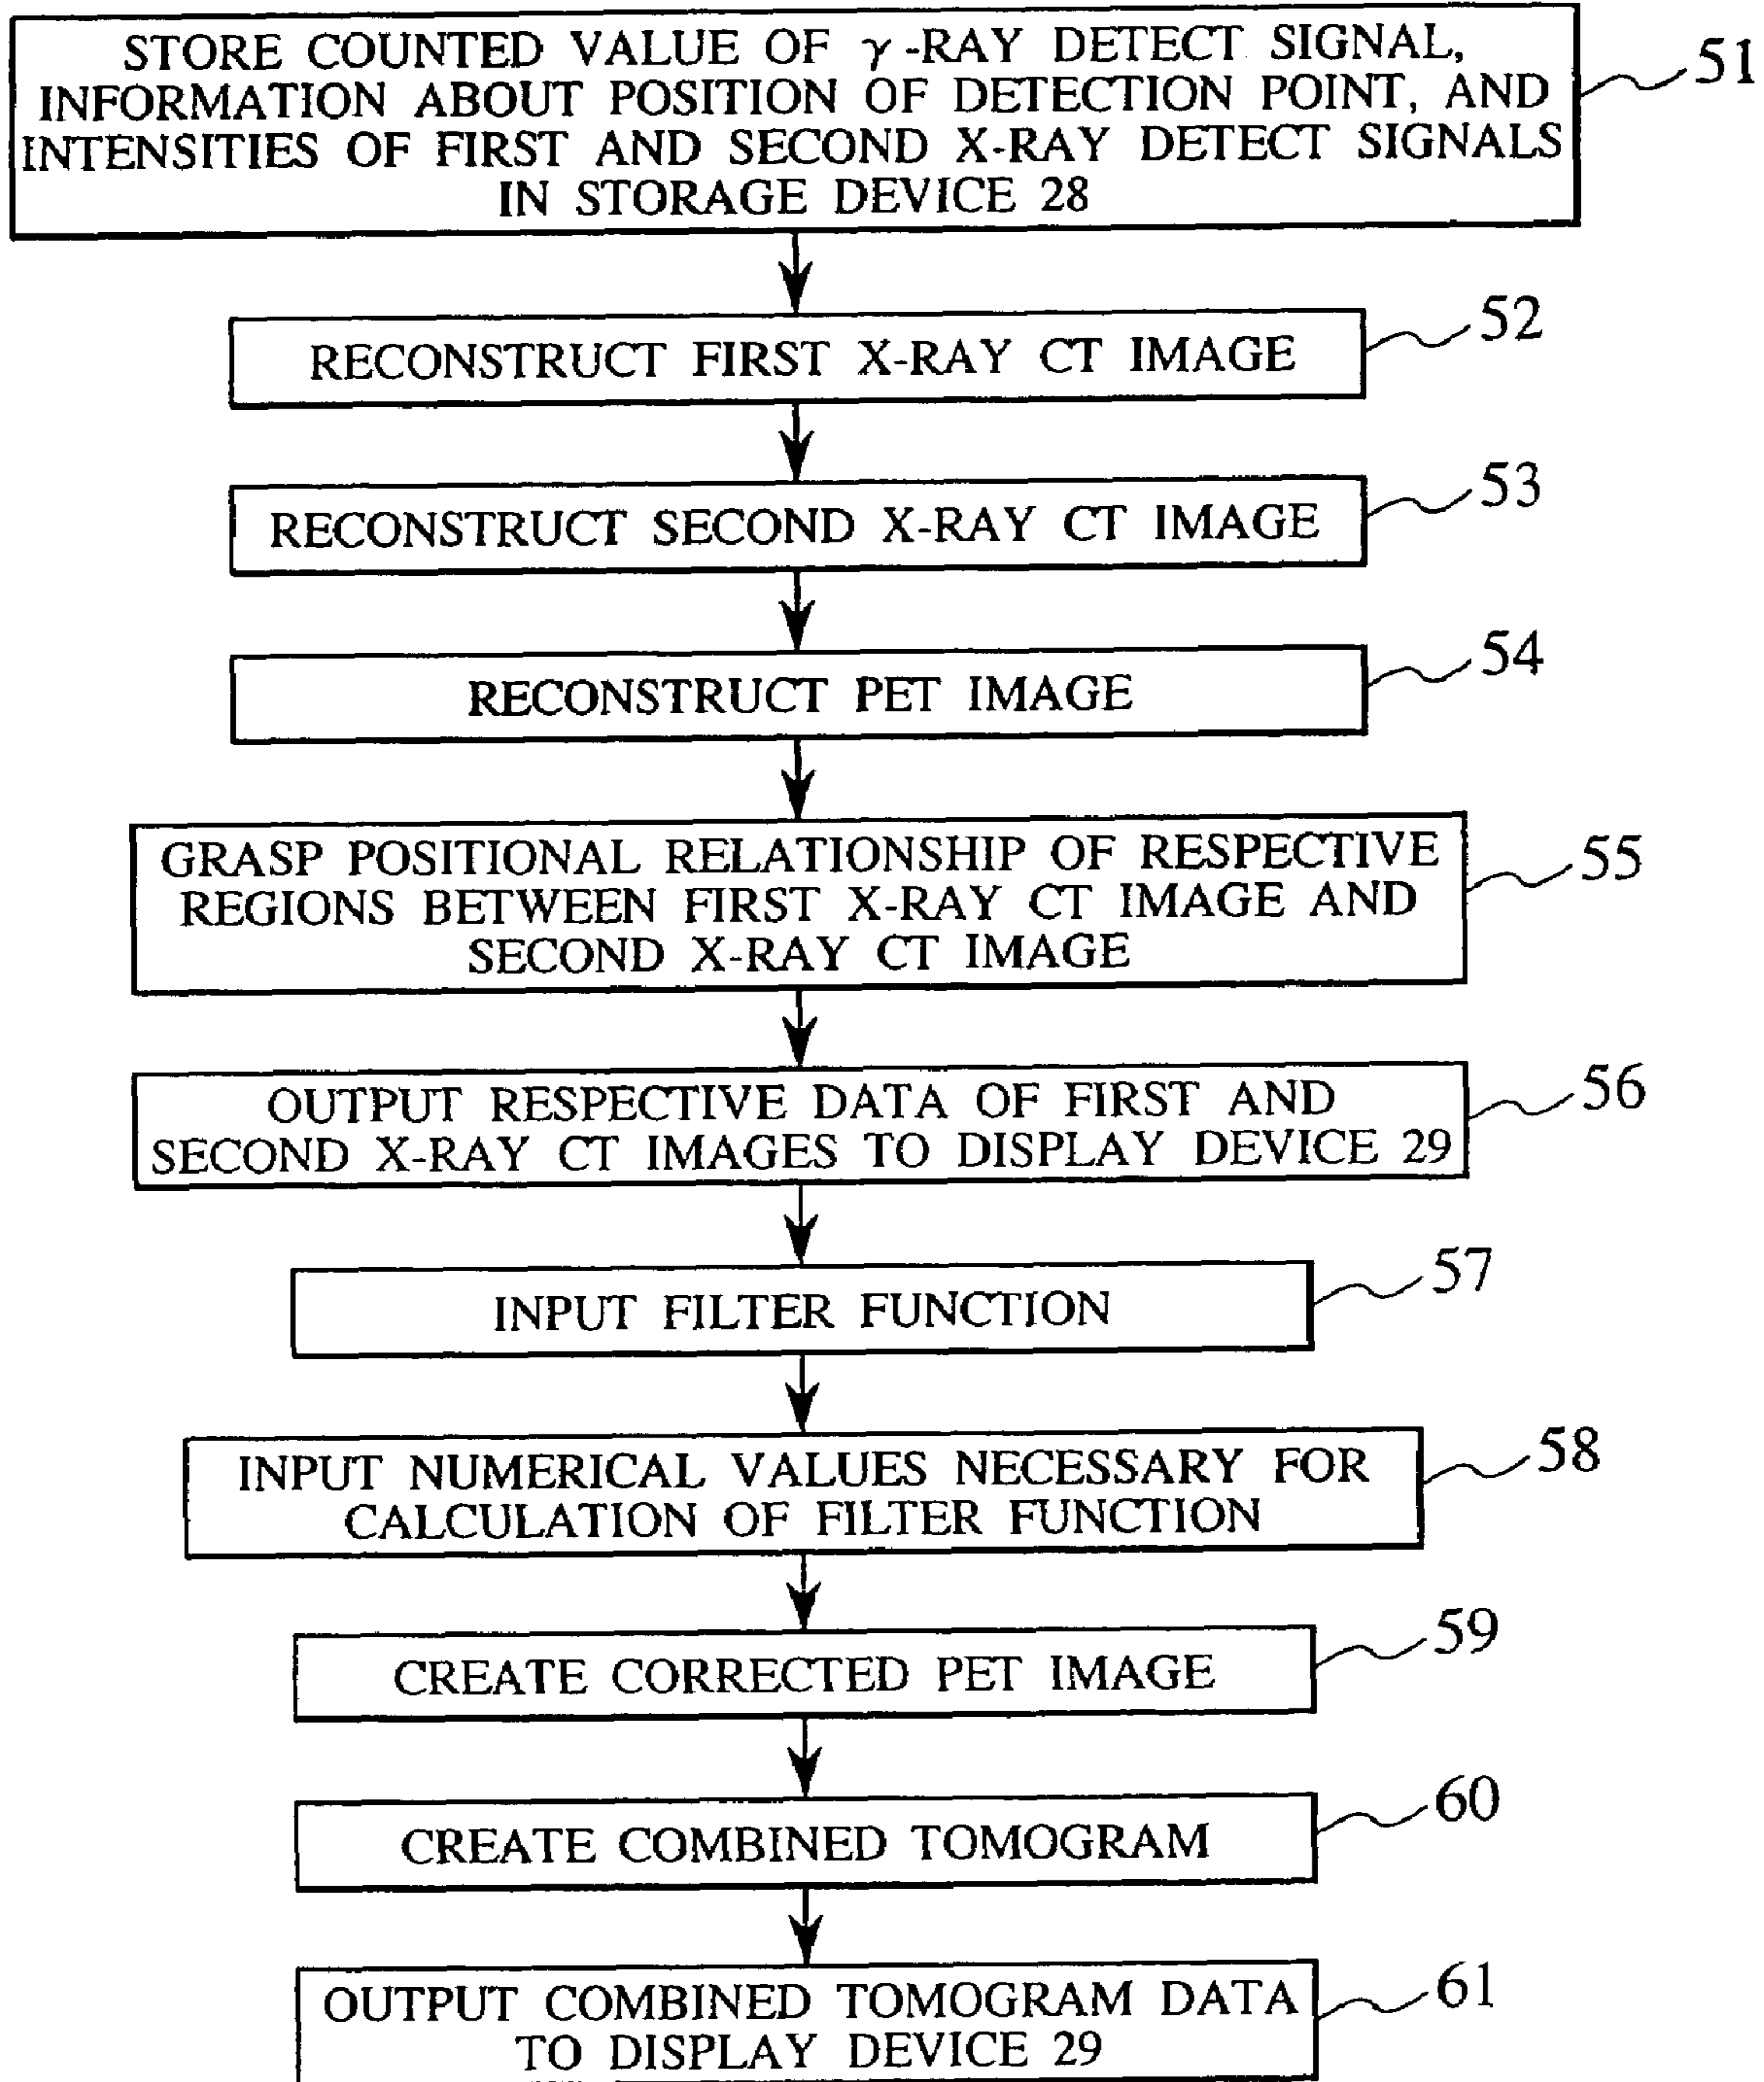 STORE COUNTED VALUE OF γ-RAY DETECT SIGNAL,
INFORMATION ABOUT POSITION OF DETECTION POINT, AND
INTENSITIES OF FIRST AND SECOND X-RAY DETECT SIGNALS
IN STORAGE DEVICE 28
51
RECONSTRUCT FIRST X-RAY CT IMAGE
52
RECONSTRUCT SECOND X-RAY CT IMAGE
53
RECONSTRUCT PET IMAGE
54
GRASP POSITIONAL RELATIONSHIP OF RESPECTIVE
REGIONS BETWEEN FIRST X-RAY CT IMAGE AND
SECOND X-RAY CT IMAGE
55
OUTPUT RESPECTIVE DATA OF FIRST AND
SECOND X-RAY CT IMAGES TO DISPLAY DEVICE 29
56
INPUT FILTER FUNCTION
57
INPUT NUMERICAL VALUES NECESSARY FOR
CALCULATION OF FILTER FUNCTION
58
CREATE CORRECTED PET IMAGE
59
CREATE COMBINED TOMOGRAM
60
OUTPUT COMBINED TOMOGRAM DATA
TO DISPLAY DEVICE 29
61